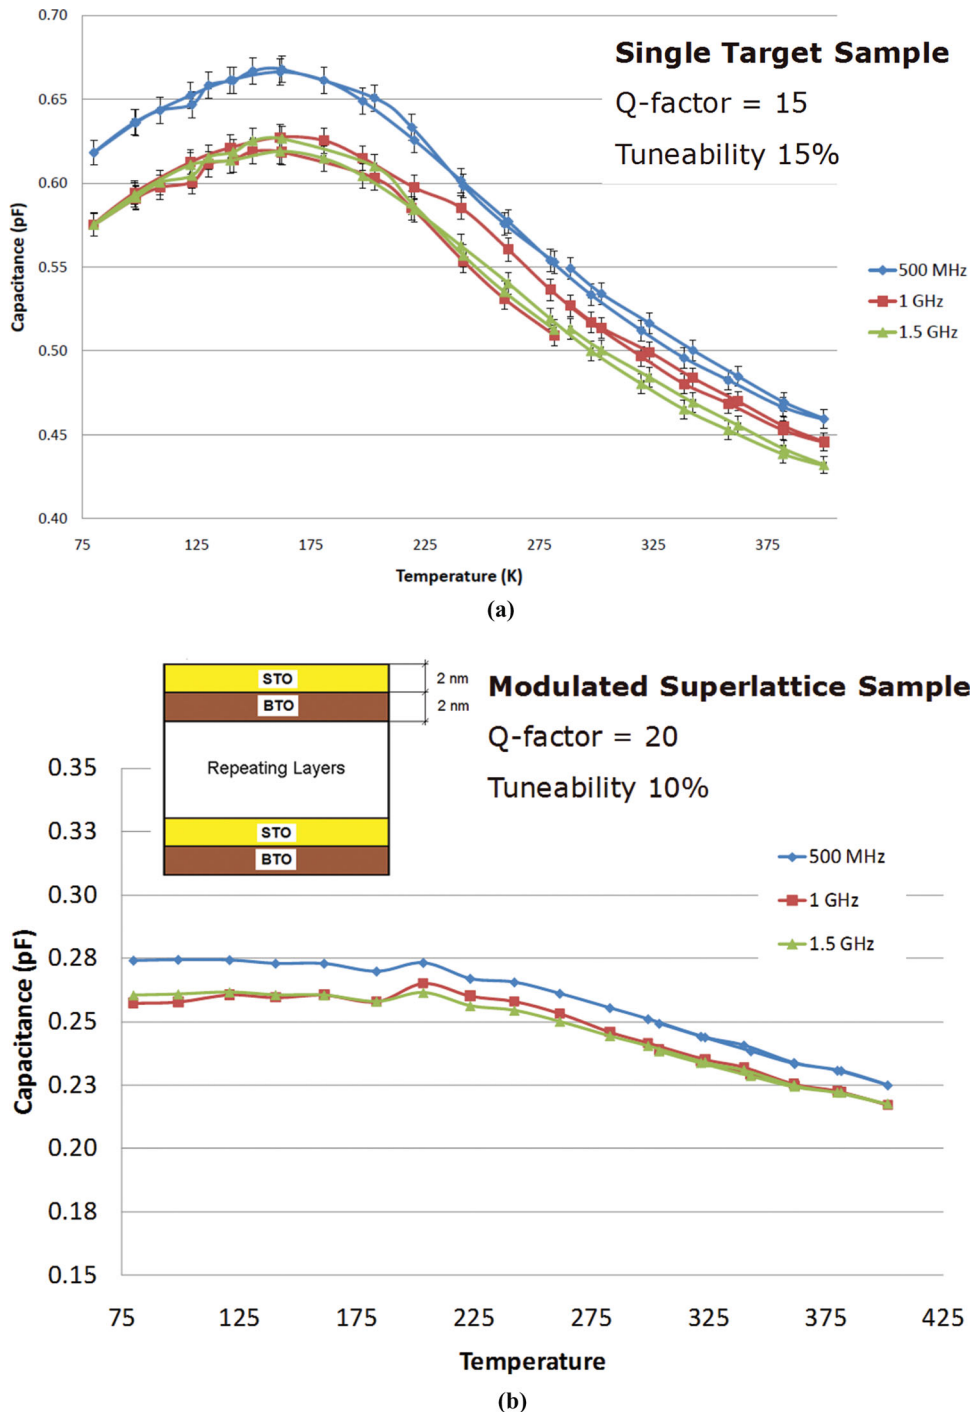 0.70
0.65
0.60
0.55
0.50
0.45
0.40
Capacitance (pF)
Single Target Sample
Q-factor = 15
Tuneability 15%
500 MHz
1 GHz
1.5 GHz
75
125
175
225
275
325
375
Temperature (K)
(a)
STO
BTO
Repeating Layers
STO
BTO
2 nm
2 nm
Modulated Superlattice Sample
Q-factor = 20
Tuneability 10%
0.35
0.33
0.30
0.28
0.25
0.23
0.20
0.18
0.15
Capacitance (pF)
500 MHz
1 GHz
1.5 GHz
75
125
175
225
275
325
375
425
Temperature
(b)